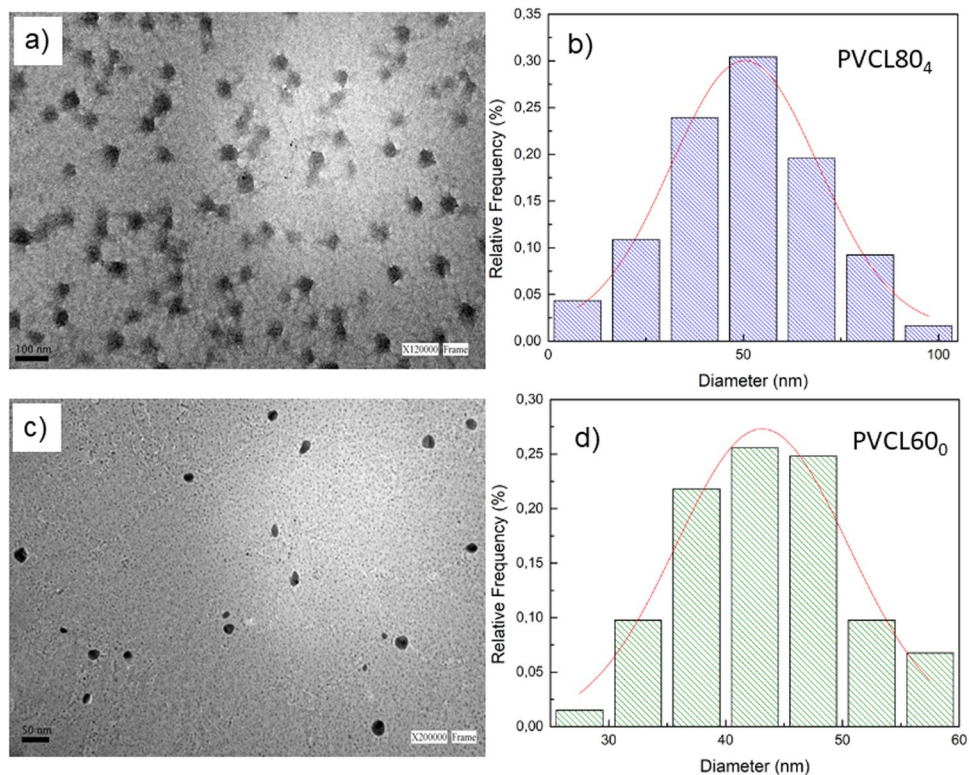 a)
100 nm
X120000 Frame
b)
PVCL80₄
Relative Frequency (%)
0,35
0,30
0,25
0,20
0,15
0,10
0,05
0,00
0
50
100
Diameter (nm)
c)
50 nm
X200000 Frame
d)
PVCL60₀
Relative Frequency (%)
0,30
0,25
0,20
0,15
0,10
0,05
0,00
30
40
50
60
Diameter (nm)